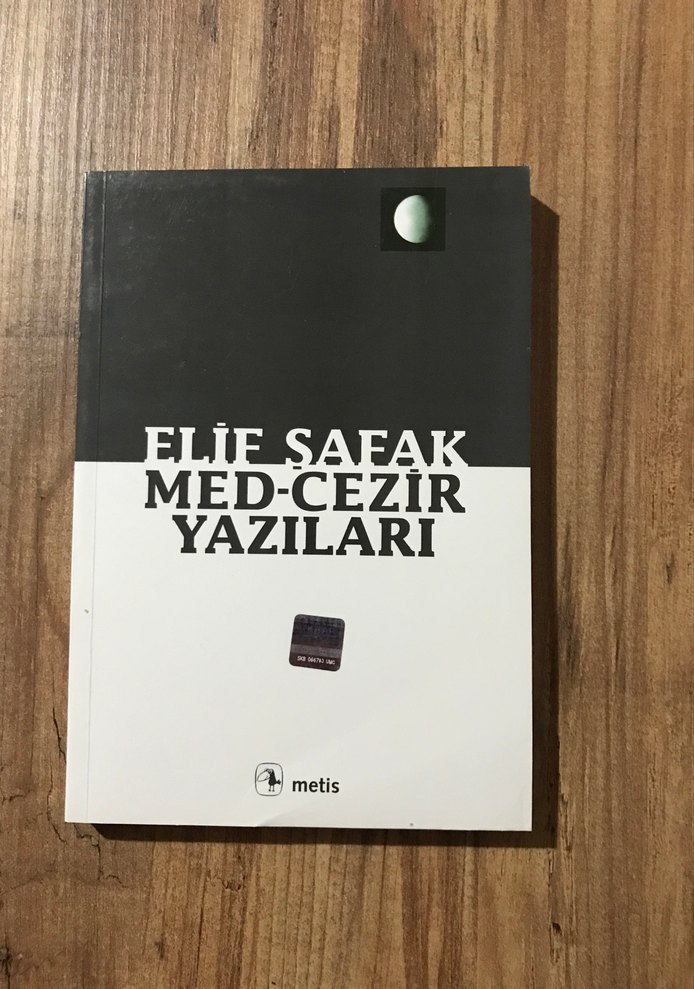 ELİF ŞAFAK
MED-CEZİR
YAZILARI
metis